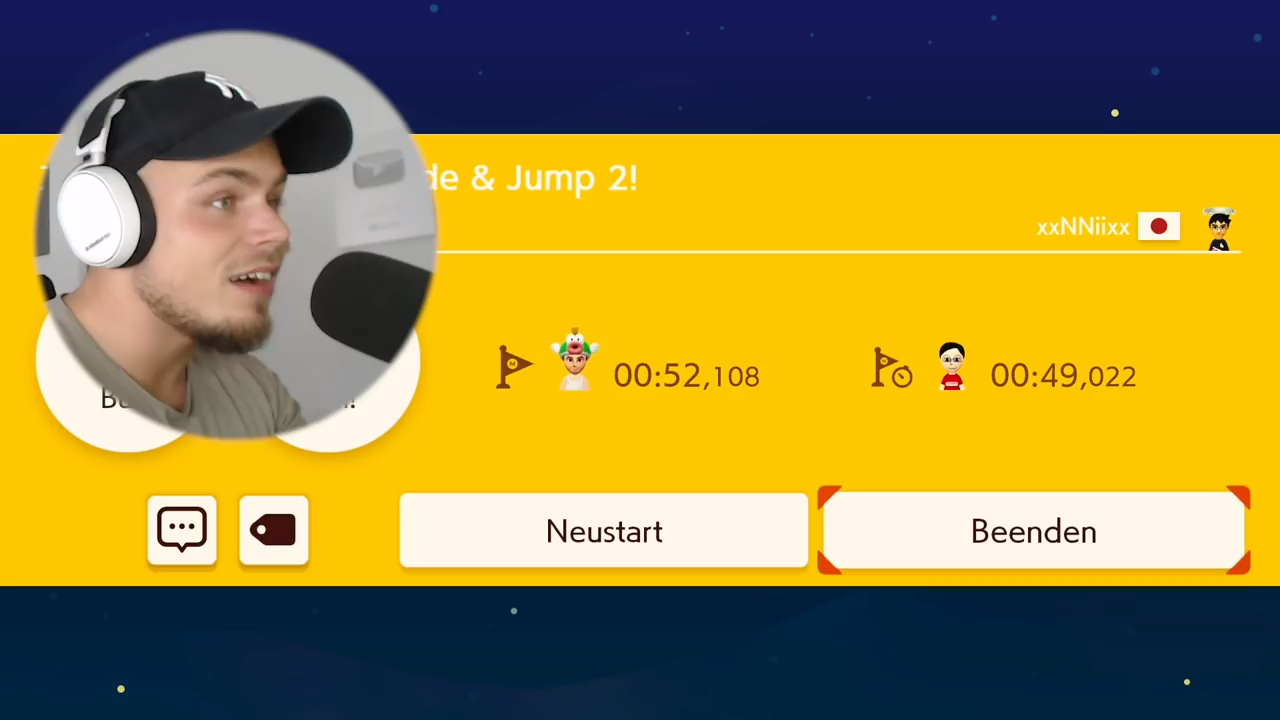 de & Jump 2!
xxNNiixx
00:52,108
00:49,022
Neustart
Beenden